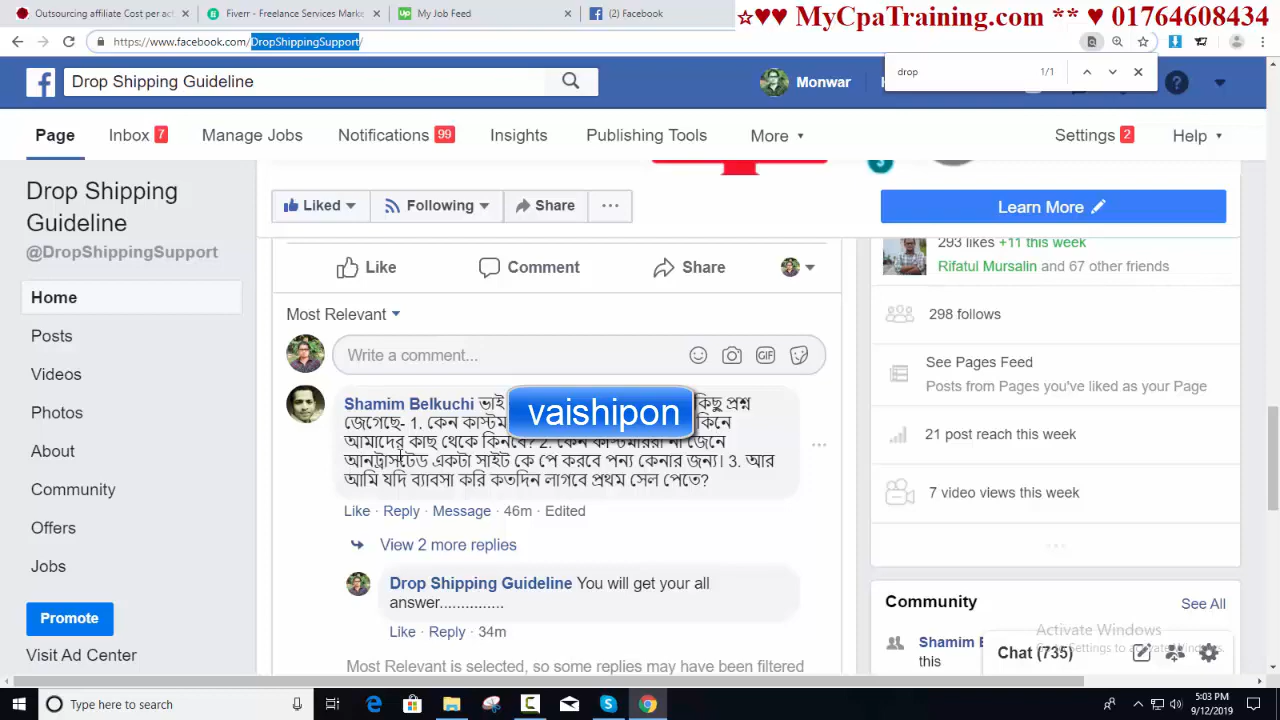 Outsourcing affiliate Cost per act
Fiverr - Freelance Services Marke
My Job Feed
(2) Facebook
☆♥♥ MyCpaTraining.com ** ♥ 01764608434
https://www.facebook.com/DropShippingSupport/
drop 1/1
Drop Shipping Guideline
Monwar
Page
Inbox 7
Manage Jobs
Notifications 99
Insights
Publishing Tools
More
Settings 2
Help
Drop Shipping
Guideline
@DropShippingSupport
Home
Posts
Videos
Photos
About
Community
Offers
Jobs
Promote
Visit Ad Center
Liked
Following
Share
Learn More
Like
Comment
Share
Most Relevant
Write a comment...
Shamim Belkuchi ভাই কিছু প্রশ্ন
vaishipon
জেগেছে- 1. কেন কিনে
আমাদের কাছ থেকে কিনবে? 2. কেন কাস্টমাররা না জেনে
আনট্রাসটেড একটা সাইট কে পে করবে পন্য কেনার জন্য। 3. আর
আমি যদি ব্যাবসা করি কতদিন লাগবে প্রথম সেল পেতে?
Like · Reply · Message · 46m · Edited
View 2 more replies
Drop Shipping Guideline You will get your all
answer...............
Like · Reply · 34m
Most Relevant is selected, so some replies may have been filtered
293 likes +11 this week
Rifatul Mursalin and 67 other friends
298 follows
See Pages Feed
Posts from Pages you've liked as your Page
21 post reach this week
7 video views this week
Community
See All
Shamim
this
Chat (735)
Activate Windows
Go to Settings to activate Windows.
Type here to search
5:03 PM
9/12/2019